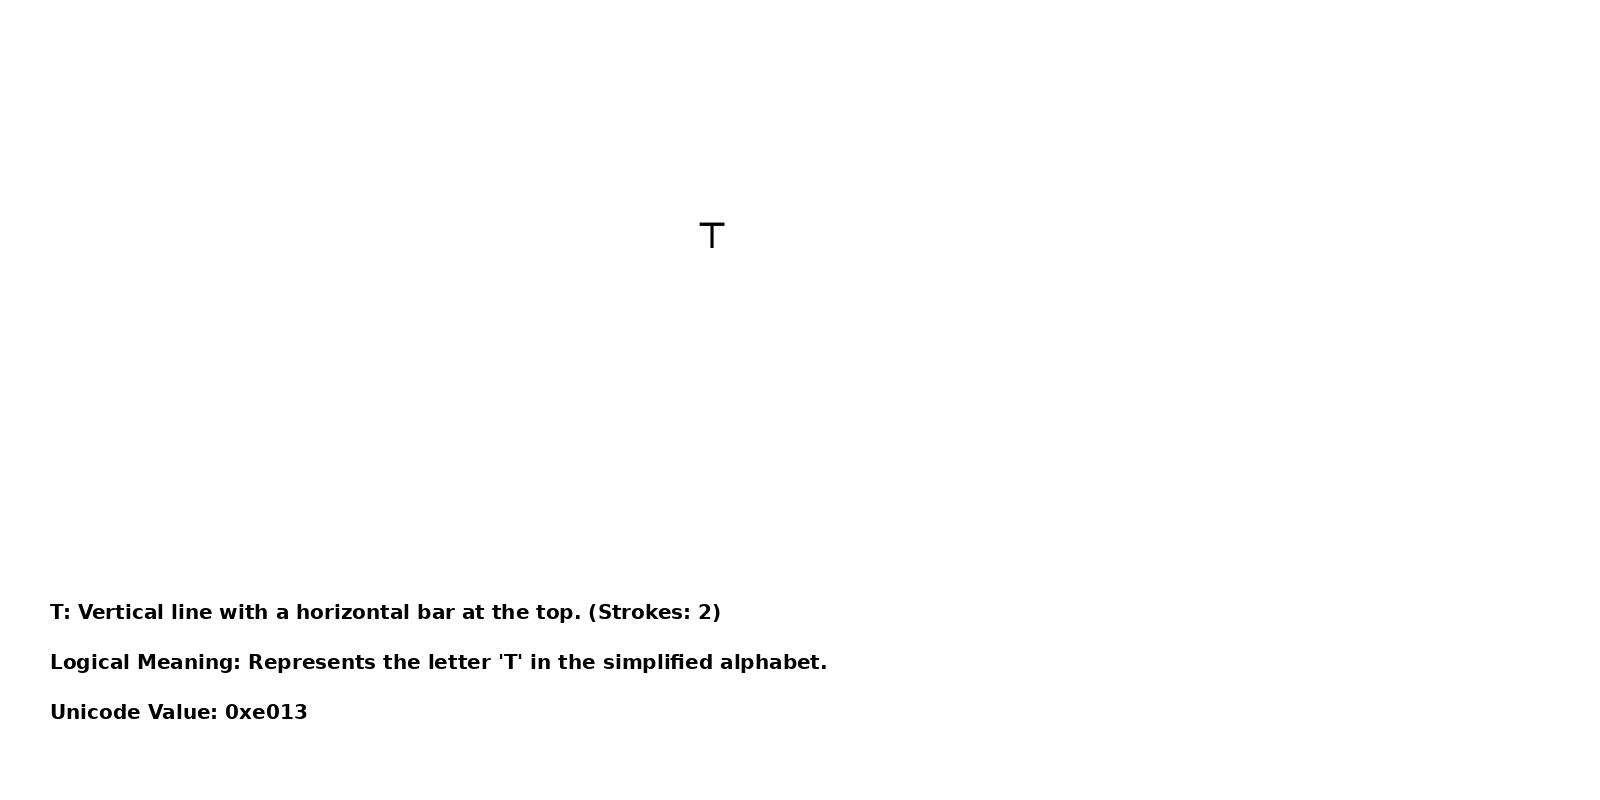 T
T: Vertical line with a horizontal bar at the top. (Strokes: 2)
Logical Meaning: Represents the letter 'T' in the simplified alphabet.
Unicode Value: 0xe013